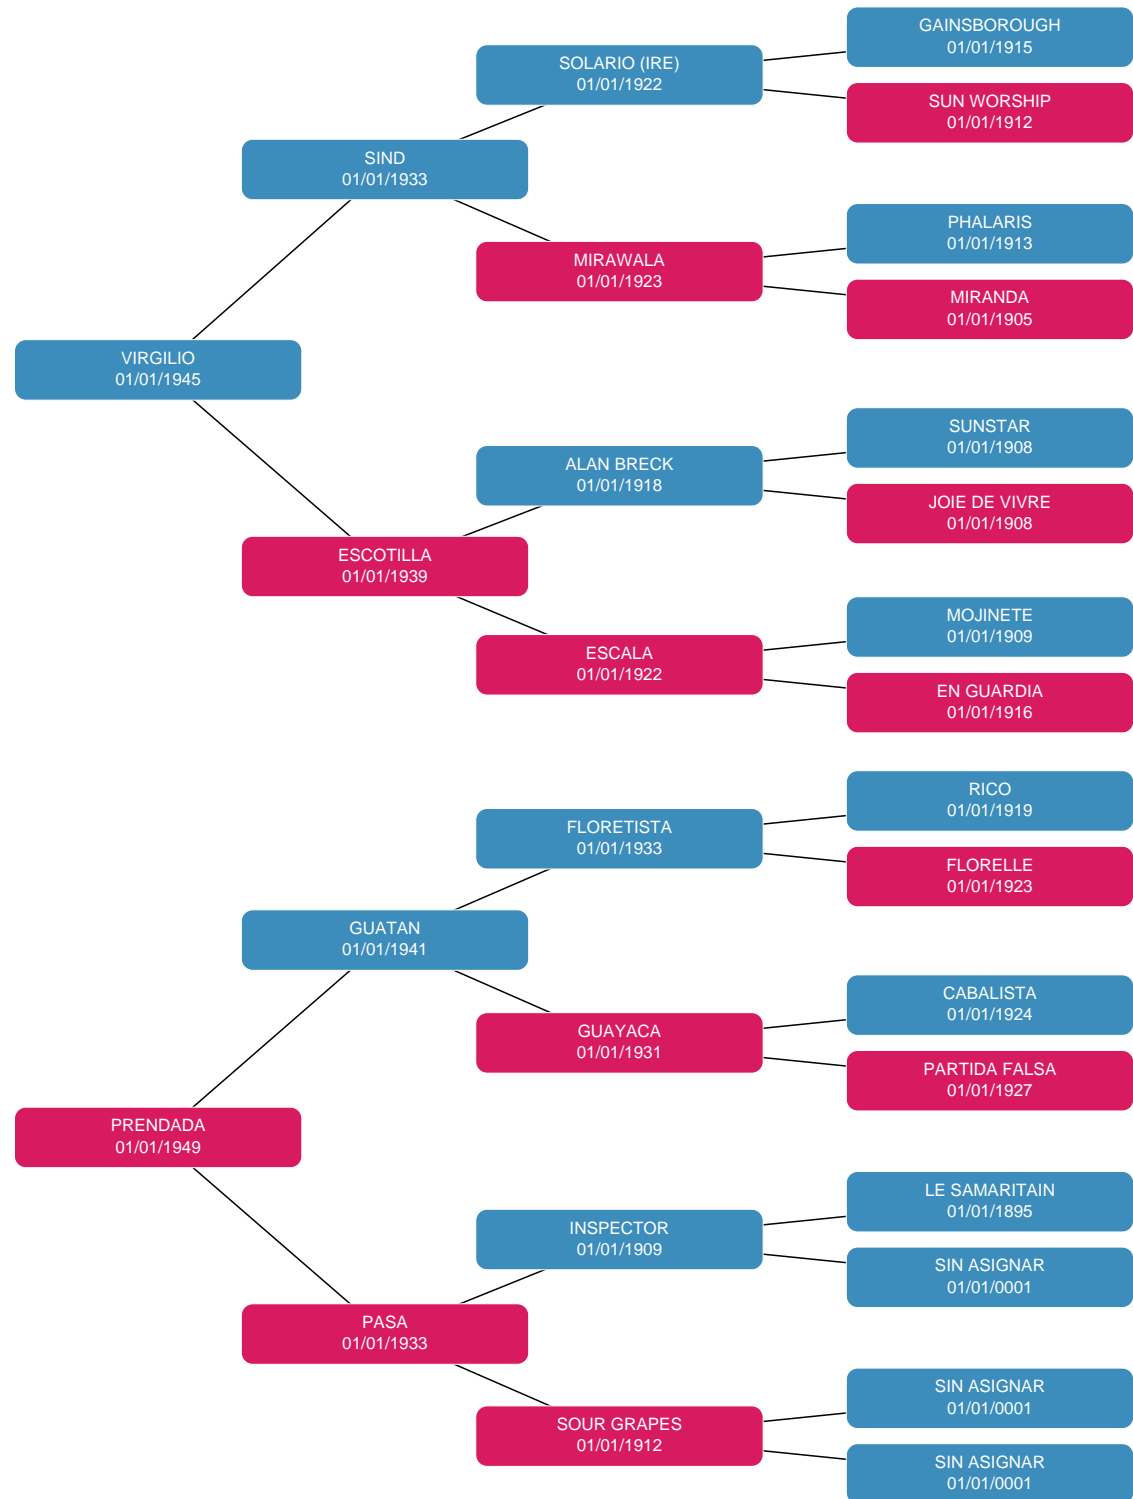 GAINSBOROUGH
01/01/1915
SOLARIO (IRE)
01/01/1922
SUN WORSHIP
01/01/1912
SIND
01/01/1933
PHALARIS
01/01/1913
MIRAWALA
01/01/1923
MIRANDA
01/01/1905
VIRGILIO
01/01/1945
SUNSTAR
01/01/1908
ALAN BRECK
01/01/1918
JOIE DE VIVRE
01/01/1908
ESCOTILLA
01/01/1939
MOJINETE
01/01/1909
ESCALA
01/01/1922
EN GUARDIA
01/01/1916
RICO
01/01/1919
FLORETISTA
01/01/1933
FLORELLE
01/01/1923
GUATAN
01/01/1941
CABALISTA
01/01/1924
GUAYACA
01/01/1931
PARTIDA FALSA
01/01/1927
PRENDADA
01/01/1949
LE SAMARITAIN
01/01/1895
INSPECTOR
01/01/1909
SIN ASIGNAR
01/01/0001
PASA
01/01/1933
SIN ASIGNAR
01/01/0001
SOUR GRAPES
01/01/1912
SIN ASIGNAR
01/01/0001